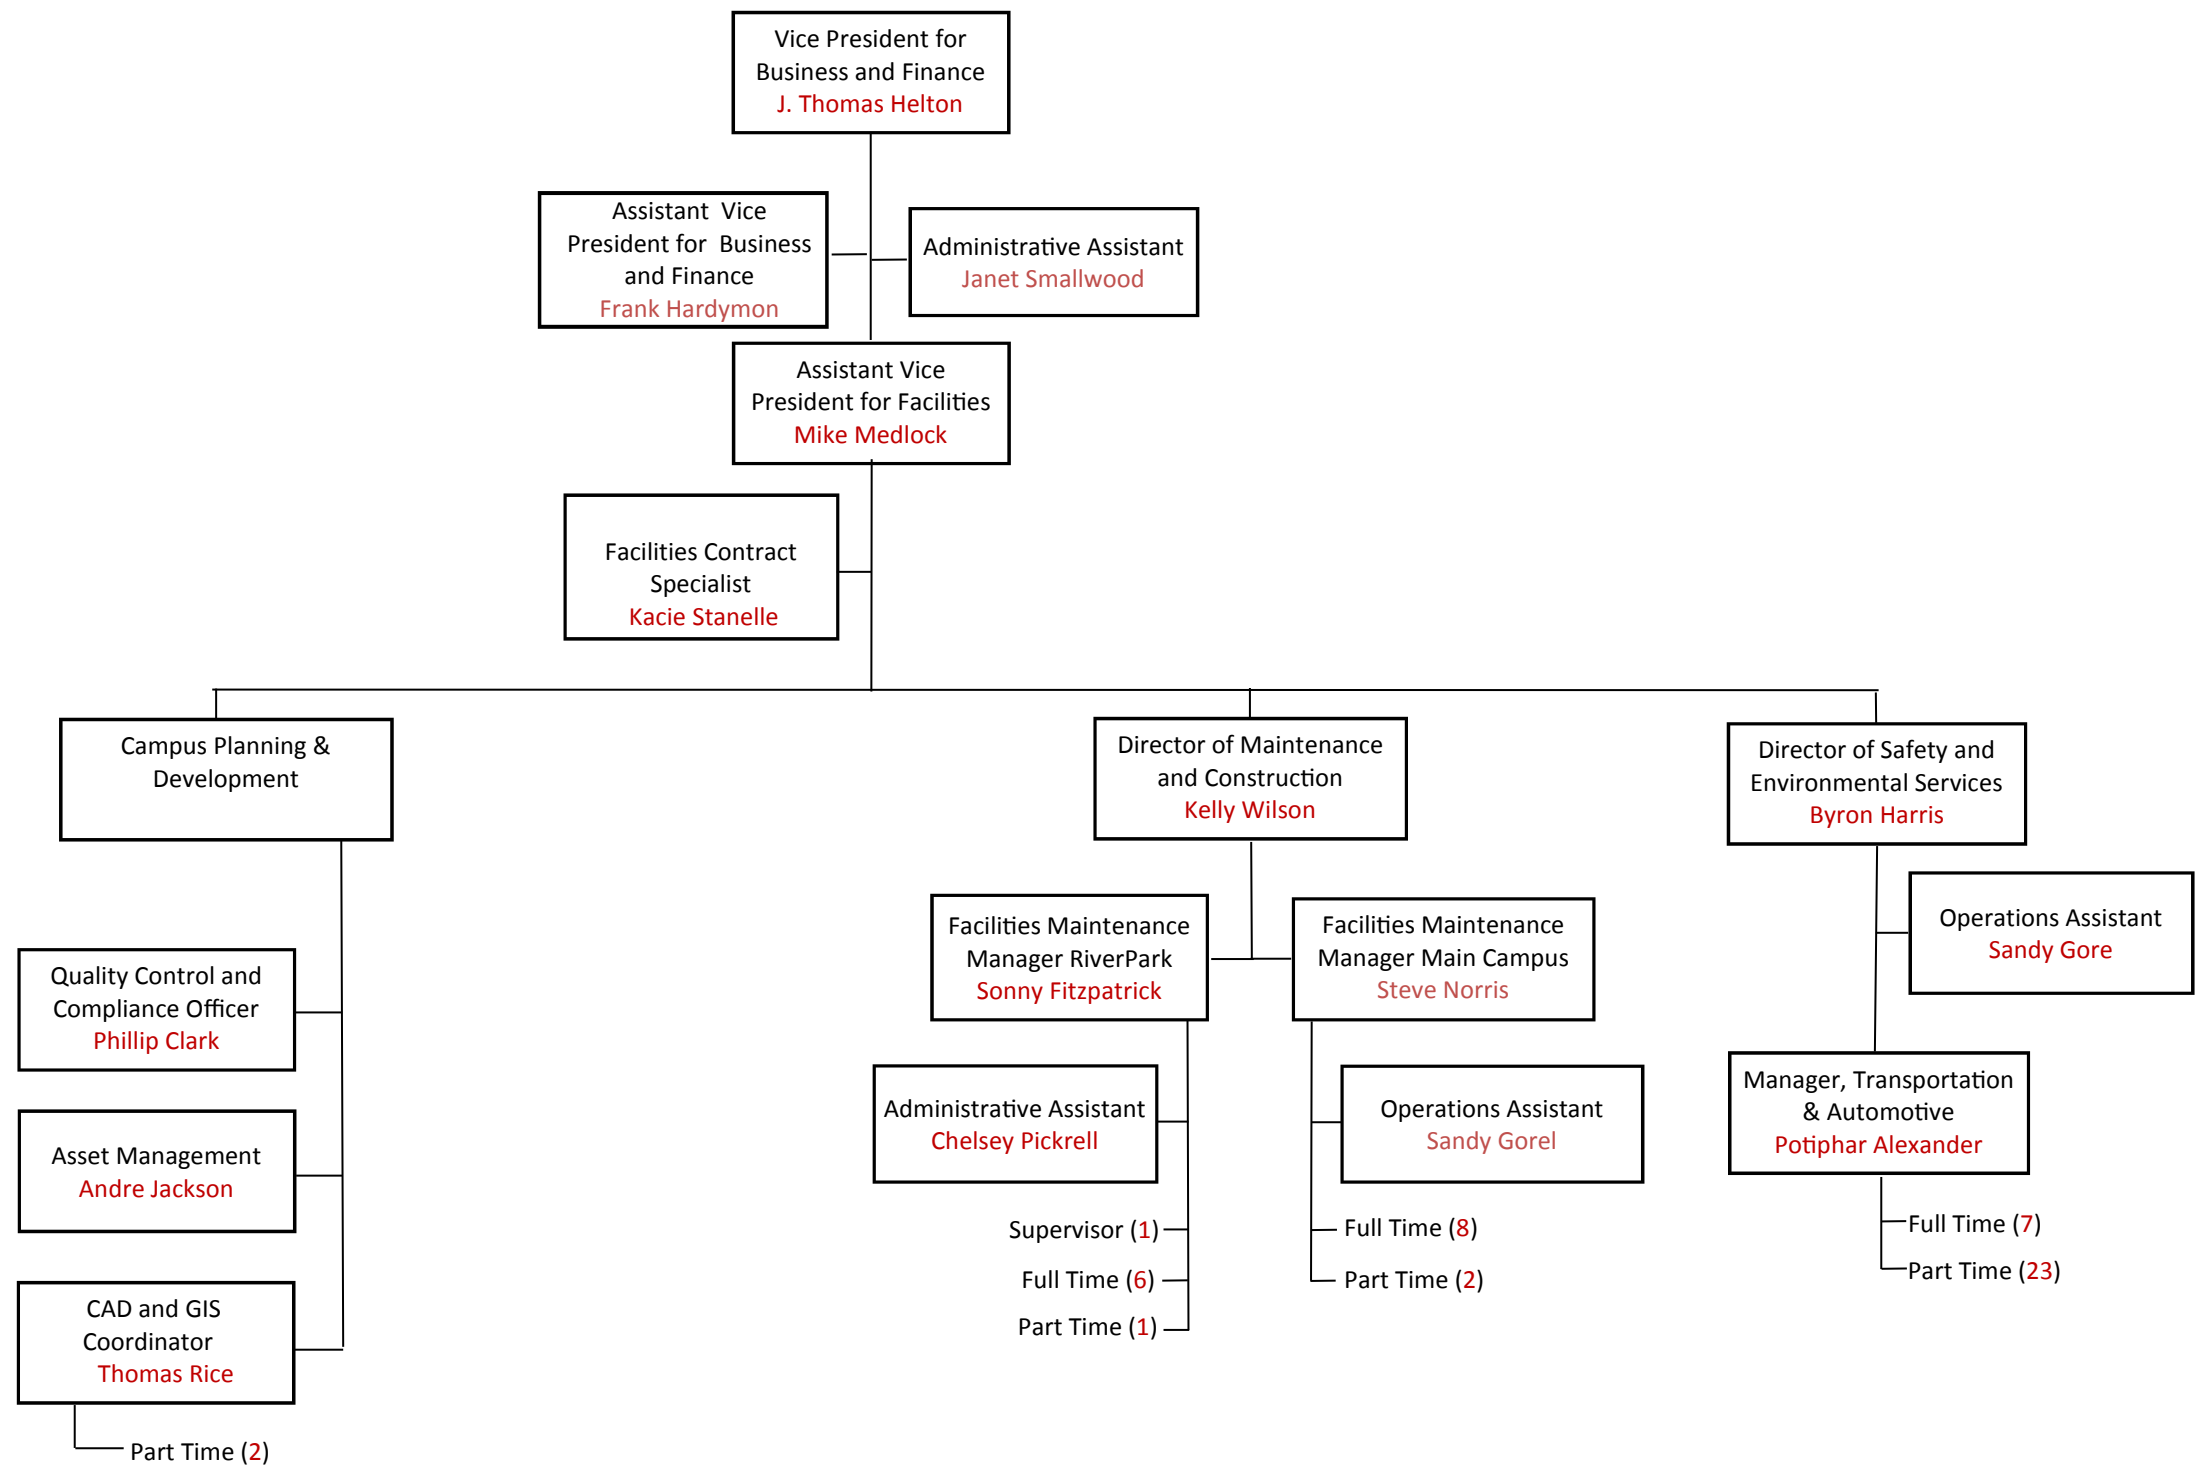 Vice President for
Business and Finance
J. Thomas Helton
Assistant Vice
President for Business
and Finance
Frank Hardymon
Administrative Assistant
Janet Smallwood
Assistant Vice
President for Facilities
Mike Medlock
Facilities Contract
Specialist
Kacie Stanelle
Campus Planning &
Development
Quality Control and
Compliance Officer
Phillip Clark
Asset Management
Andre Jackson
CAD and GIS
Coordinator
Thomas Rice
Part Time (2)
Director of Maintenance
and Construction
Kelly Wilson
Facilities Maintenance
Manager RiverPark
Sonny Fitzpatrick
Administrative Assistant
Chelsey Pickrell
Supervisor (1)
Full Time (6)
Part Time (1)
Facilities Maintenance
Manager Main Campus
Steve Norris
Operations Assistant
Sandy Gorel
Full Time (8)
Part Time (2)
Director of Safety and
Environmental Services
Byron Harris
Operations Assistant
Sandy Gore
Manager, Transportation
& Automotive
Potiphar Alexander
Full Time (7)
Part Time (23)